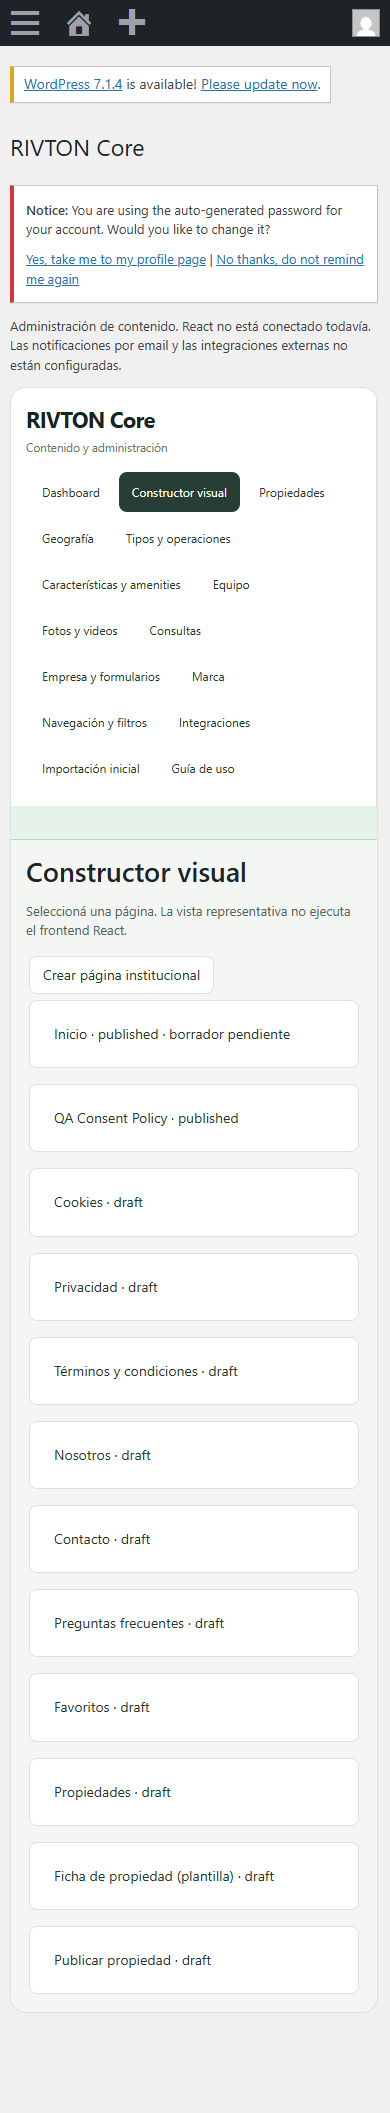 WordPress 7.1.4 is available! Please update now.
RIVTON Core
Notice: You are using the auto-generated password for
your account. Would you like to change it?
Yes, take me to my profile page | No thanks, do not remind
me again
Administración de contenido. React no está conectado todavía.
Las notificaciones por email y las integraciones externas no
están configuradas.
RIVTON Core
Contenido y administración
Dashboard Constructor visual Propiedades
Geografía Tipos y operaciones
Características y amenities Equipo
Fotos y videos Consultas
Empresa y formularios Marca
Navegación y filtros Integraciones
Importación inicial Guía de uso
Constructor visual
Seleccioná una página. La vista representativa no ejecuta
el frontend React.
Crear página institucional
Inicio · published · borrador pendiente
QA Consent Policy · published
Cookies · draft
Privacidad · draft
Términos y condiciones · draft
Nosotros · draft
Contacto · draft
Preguntas frecuentes · draft
Favoritos · draft
Propiedades · draft
Ficha de propiedad (plantilla) · draft
Publicar propiedad · draft